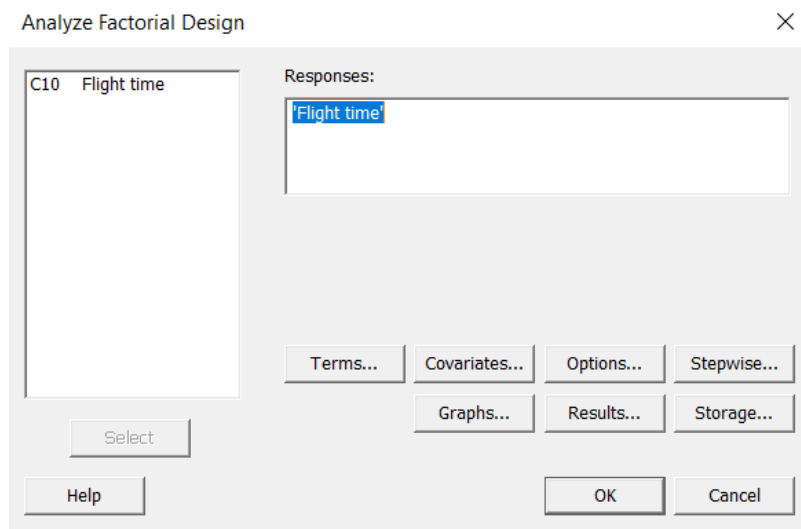 Analyze Factorial Design
C10 Flight time
Responses:
'Flight time'
Terms...
Covariates...
Options...
Stepwise...
Graphs...
Results...
Storage...
Select
Help
OK
Cancel